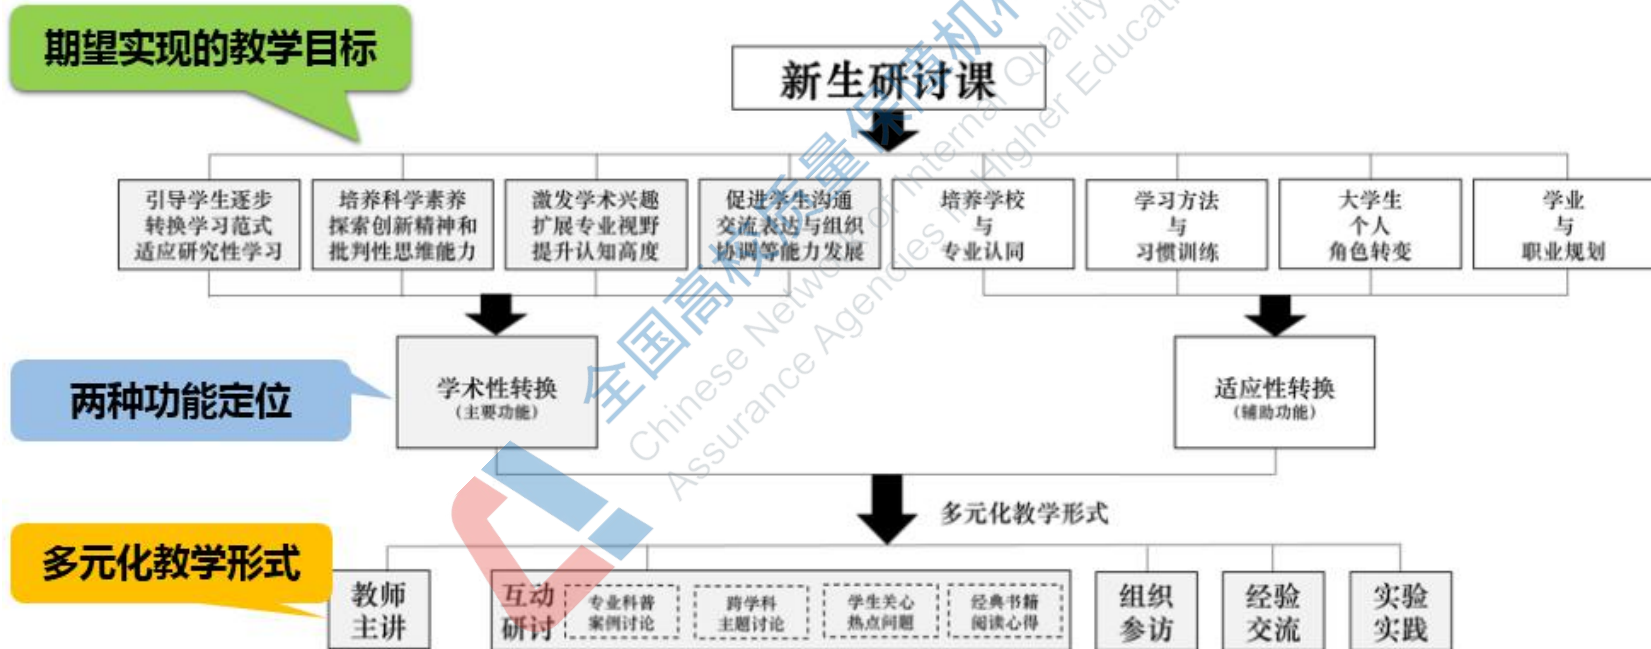 期望实现的教学目标
新生研讨课
引导学生逐步
转换学习范式
适应研究性学习
培养科学素养
探索创新精神和
批判性思维能力
激发学术兴趣
扩展专业视野
提升认知高度
促进学生沟通
交流表达与组织
协调等能力发展
培养学校
与
专业认同
学习方法
与
习惯训练
大学生
个人
角色转变
学业
与
职业规划
两种功能定位
学术性转换
(主要功能)
适应性转换
(辅助功能)
多元化教学形式
多元化教学形式
教师
主讲
互动
研讨
专业科普
案例讨论
跨学科
主题讨论
学生关心
热点问题
经典书籍
阅读心得
组织
参访
经验
交流
实验
实践
全国高校质量保障机
Chinese Network of Internal Quality
Assurance Agencies in Higher